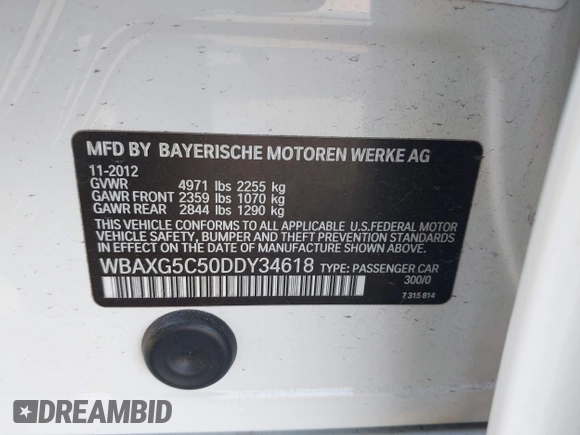 MFD BY BAYERISCHE MOTOREN WERKE AG
11-2012
GVWR 4971 lbs 2255 kg
GAWR FRONT 2359 lbs 1070 kg
GAWR REAR 2844 lbs 1290 kg
THIS VEHICLE CONFORMS TO ALL APPLICABLE U.S.FEDERAL MOTOR
VEHICLE SAFETY, BUMPER AND THEFT PREVENTION STANDARDS
IN EFFECT ON THE DATE OF MANUFACTURE SHOWN ABOVE.
WBAXG5C50DDY34618 TYPE: PASSENGER CAR
300/0
7 315 814
DREAMBID